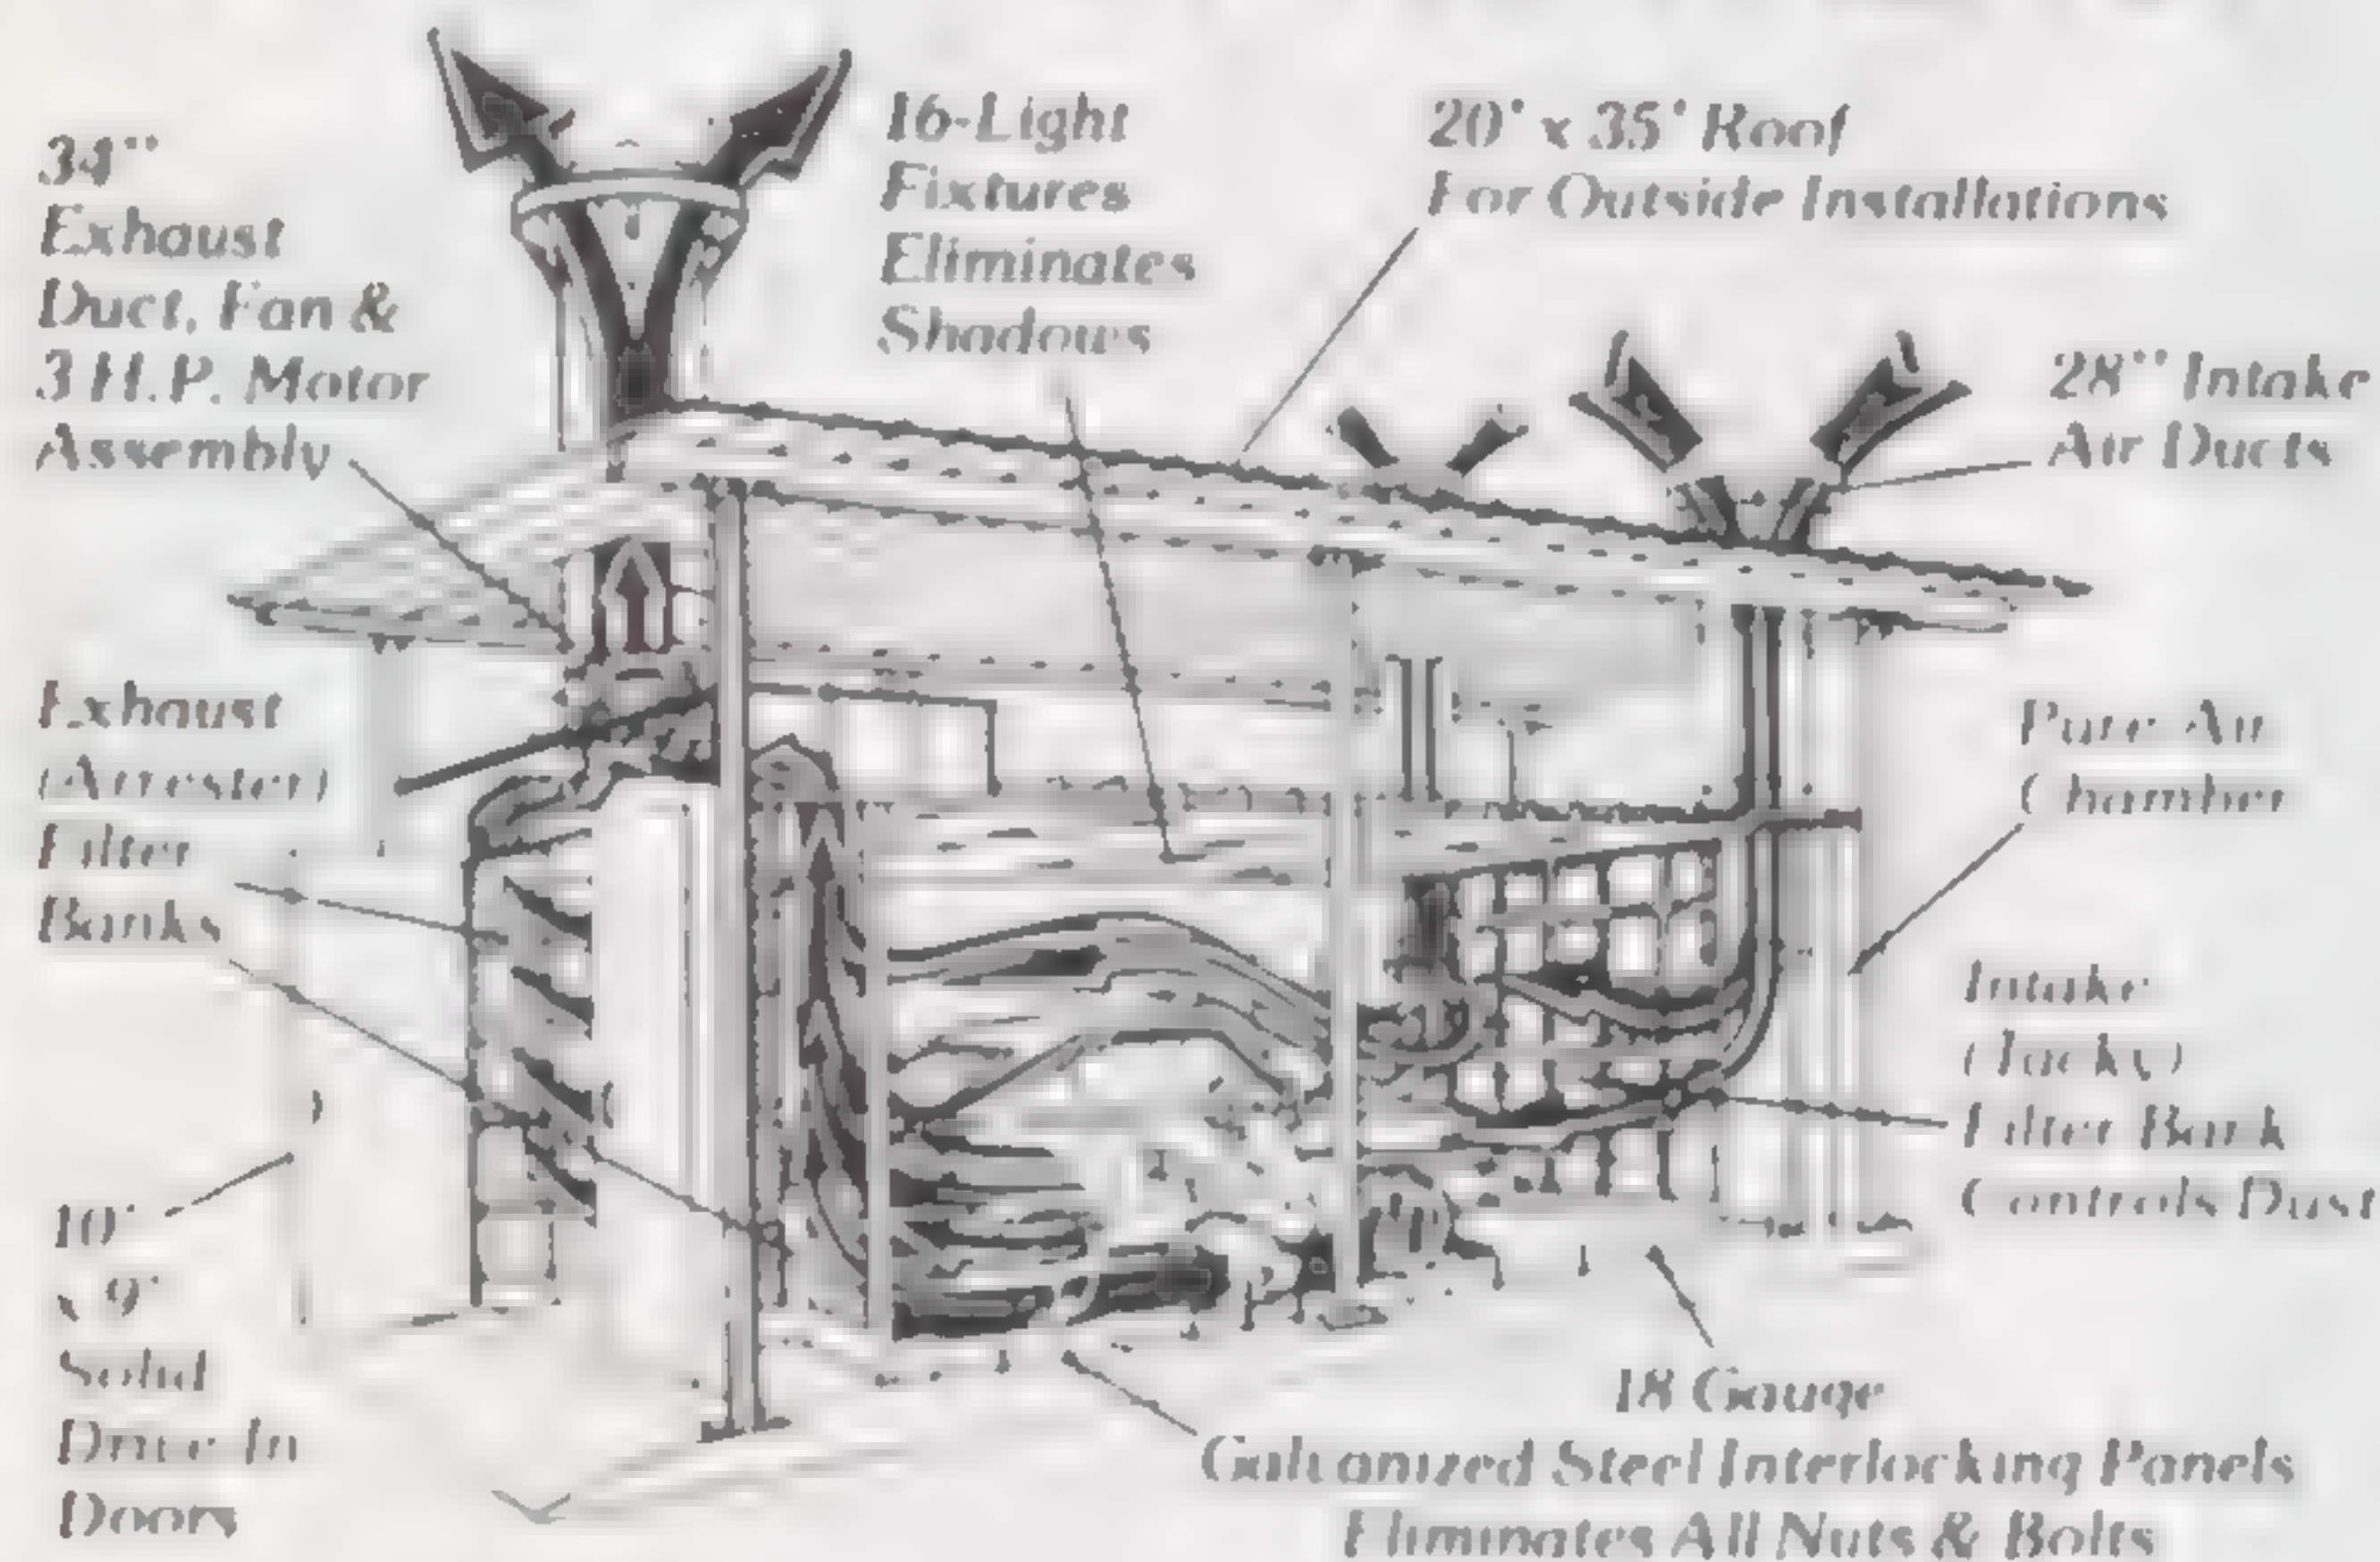 34"
Exhaust
Duct, Fan &
3 H.P. Motor
Assembly
16-Light
Fixtures
Eliminates
Shadows
20' x 35' Roof
For Outside Installations
28" Intake
Air Ducts
Exhaust
(Arrester)
Filter
Banks
Pure Air
Chamber
Intake
(Tacky)
Filter Bank
Controls Dust
10'
x 9'
Solid
Drive In
Doors
18 Gauge
Galvanized Steel Interlocking Panels
Eliminates All Nuts & Bolts